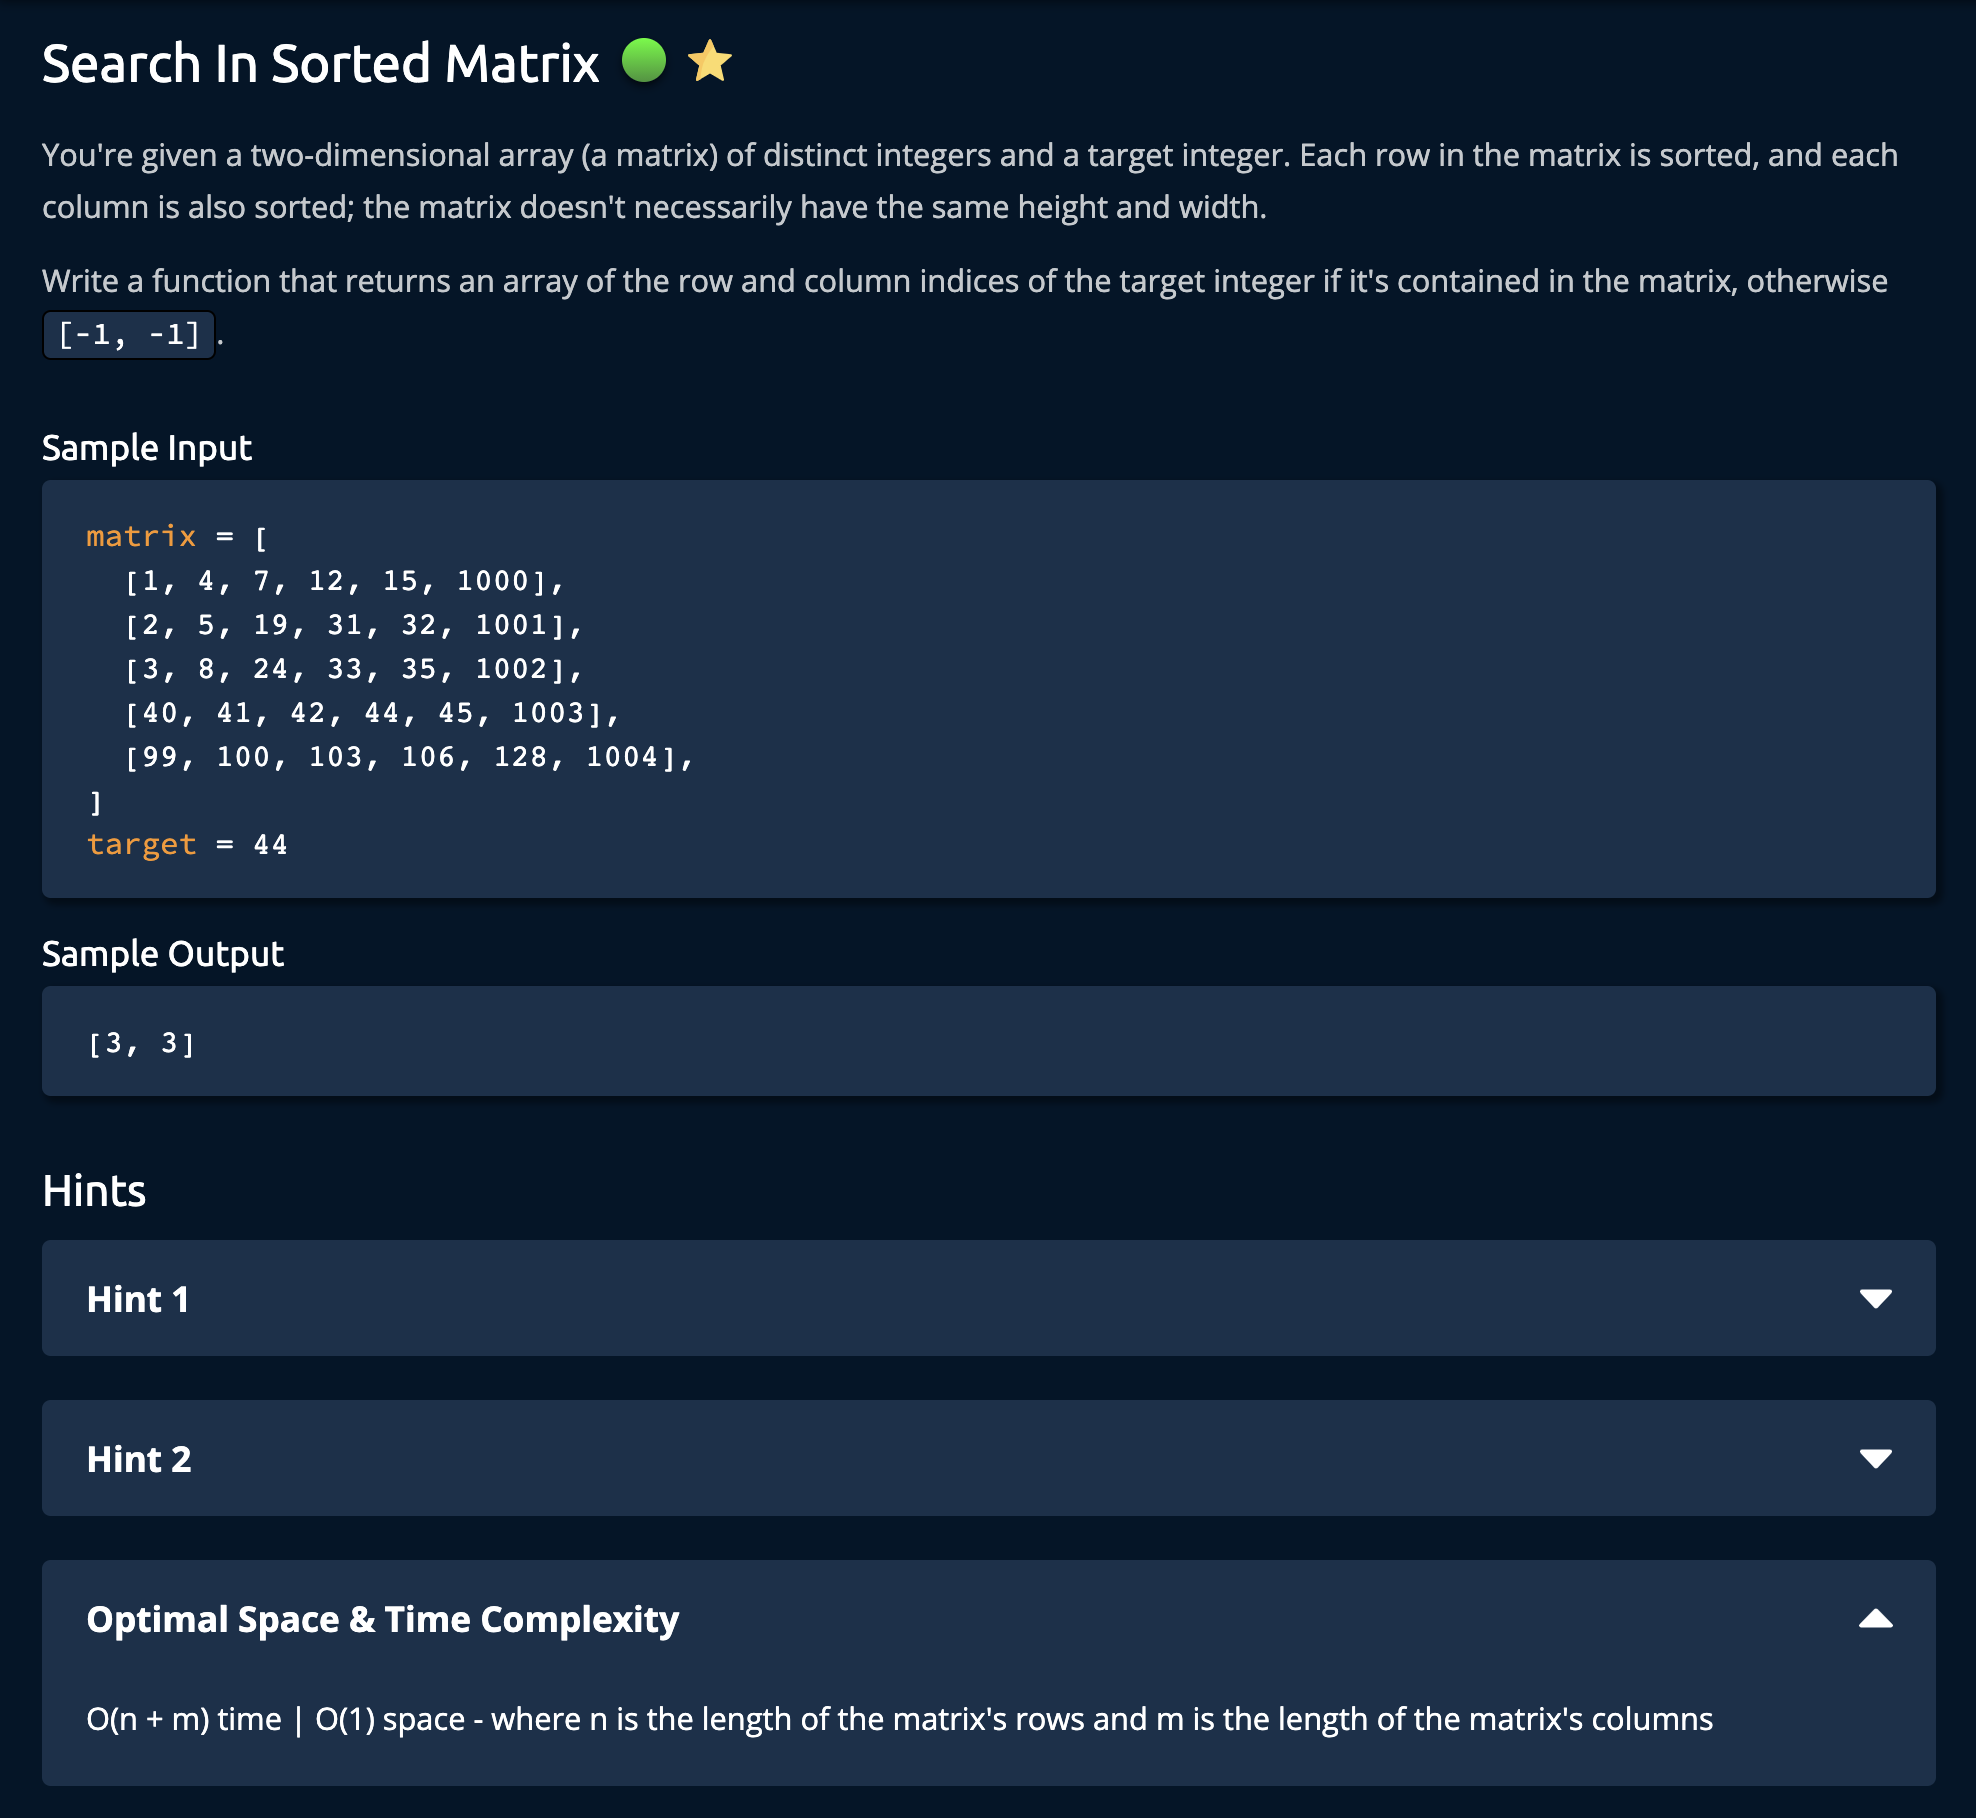 Search In Sorted Matrix
You're given a two-dimensional array (a matrix) of distinct integers and a target integer. Each row in the matrix is sorted, and each
column is also sorted; the matrix doesn't necessarily have the same height and width.
Write a function that returns an array of the row and column indices of the target integer if it's contained in the matrix, otherwise
[-1, -1].
Sample Input
matrix = [
[1, 4, 7, 12, 15, 1000],
[2, 5, 19, 31, 32, 1001],
[3, 8, 24, 33, 35, 1002],
[40, 41, 42, 44, 45, 1003],
[99, 100, 103, 106, 128, 1004],
]
target = 44
Sample Output
[3, 3]
Hints
Hint 1
Hint 2
Optimal Space & Time Complexity
O(n + m) time | O(1) space - where n is the length of the matrix's rows and m is the length of the matrix's columns